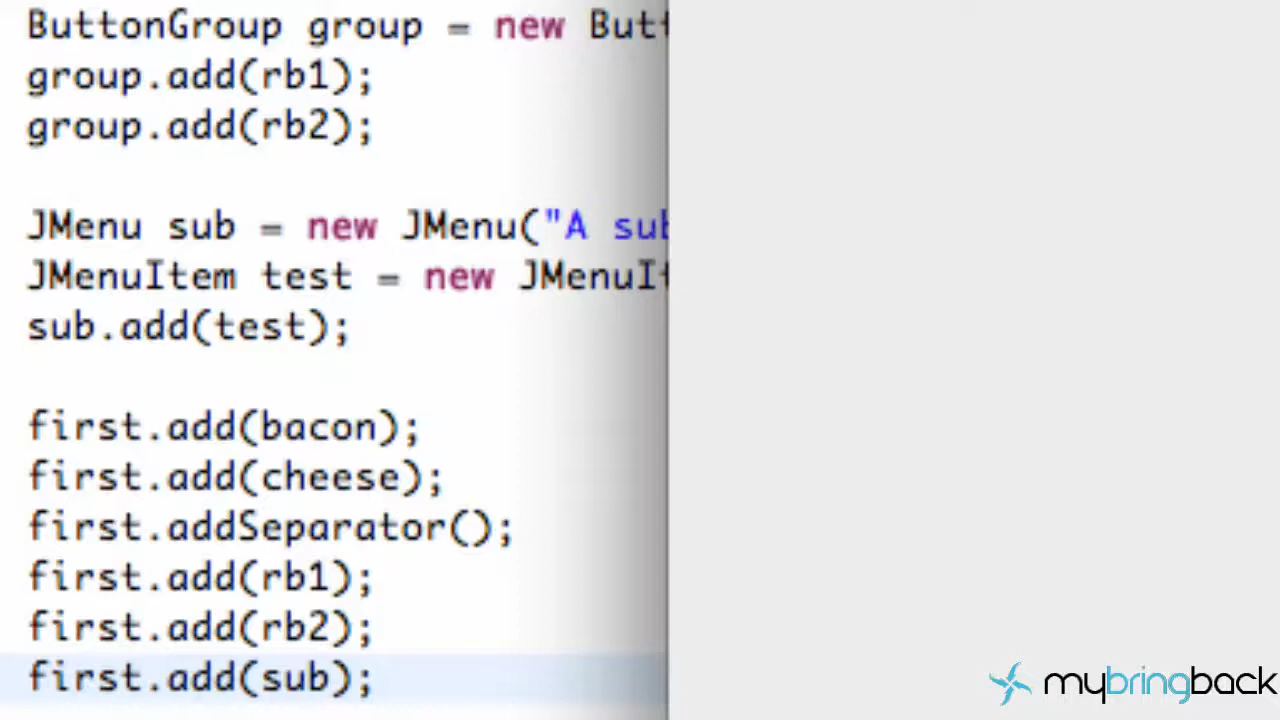 ButtonGroup group = new Butt
group.add(rb1);
group.add(rb2);
JMenu sub = new JMenu("A sub
JMenuItem test = new JMenuIt
sub.add(test);
first.add(bacon);
first.add(cheese);
first.addSeparator();
first.add(rb1);
first.add(rb2);
first.add(sub);
mybringback